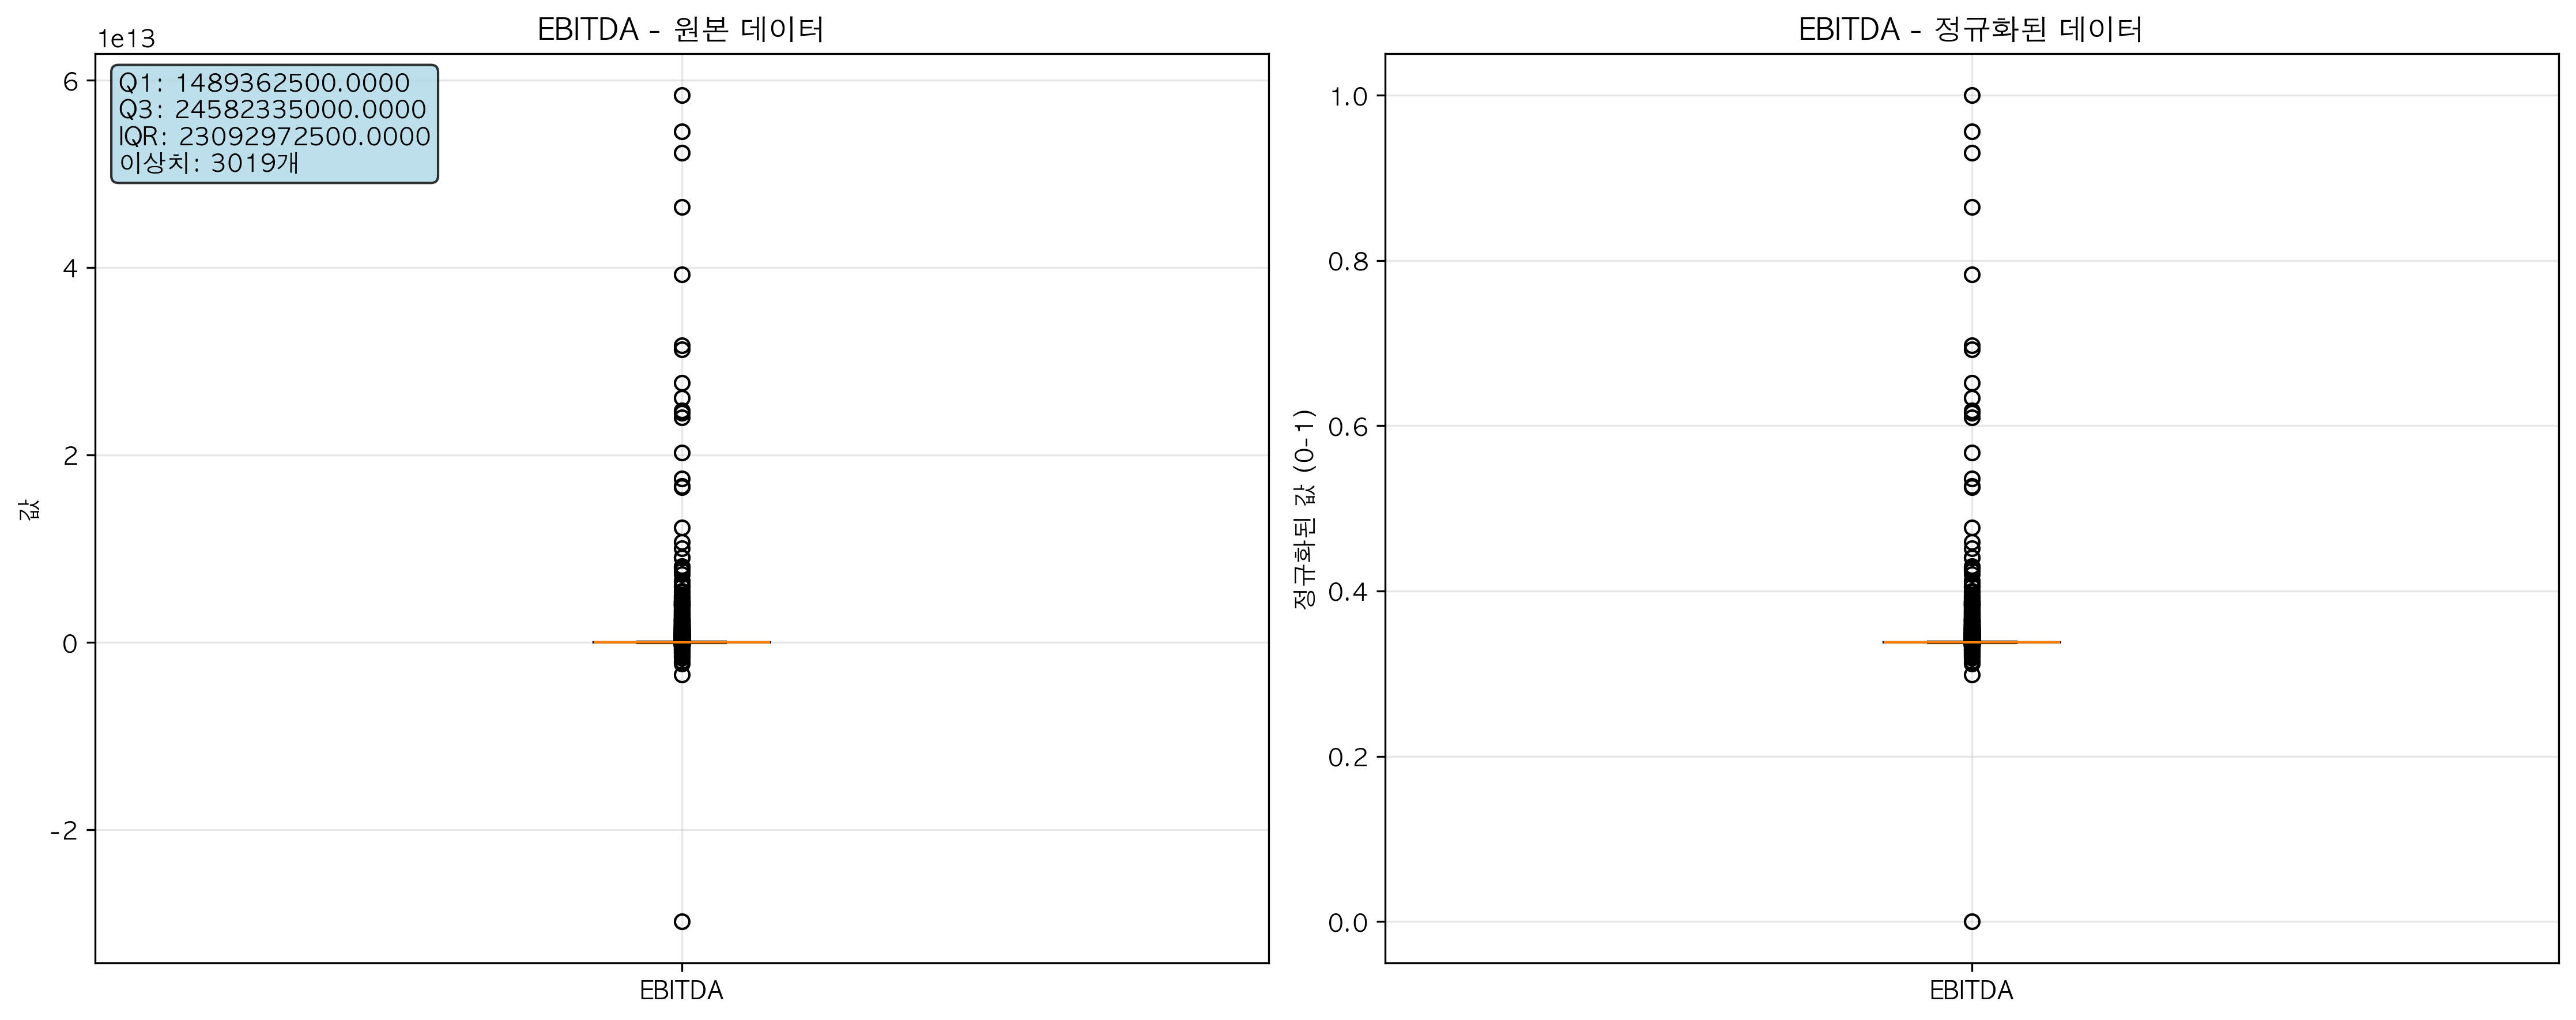 EBITDA - 원본 데이터
1e13
6
4
2
0
-2
값
Q1: 1489362500.0000
Q3: 24582335000.0000
IQR: 23092972500.0000
이상치: 3019개
EBITDA
EBITDA - 정규화된 데이터
1.0
0.8
0.6
0.4
0.2
0.0
정규화된 값 (0-1)
EBITDA